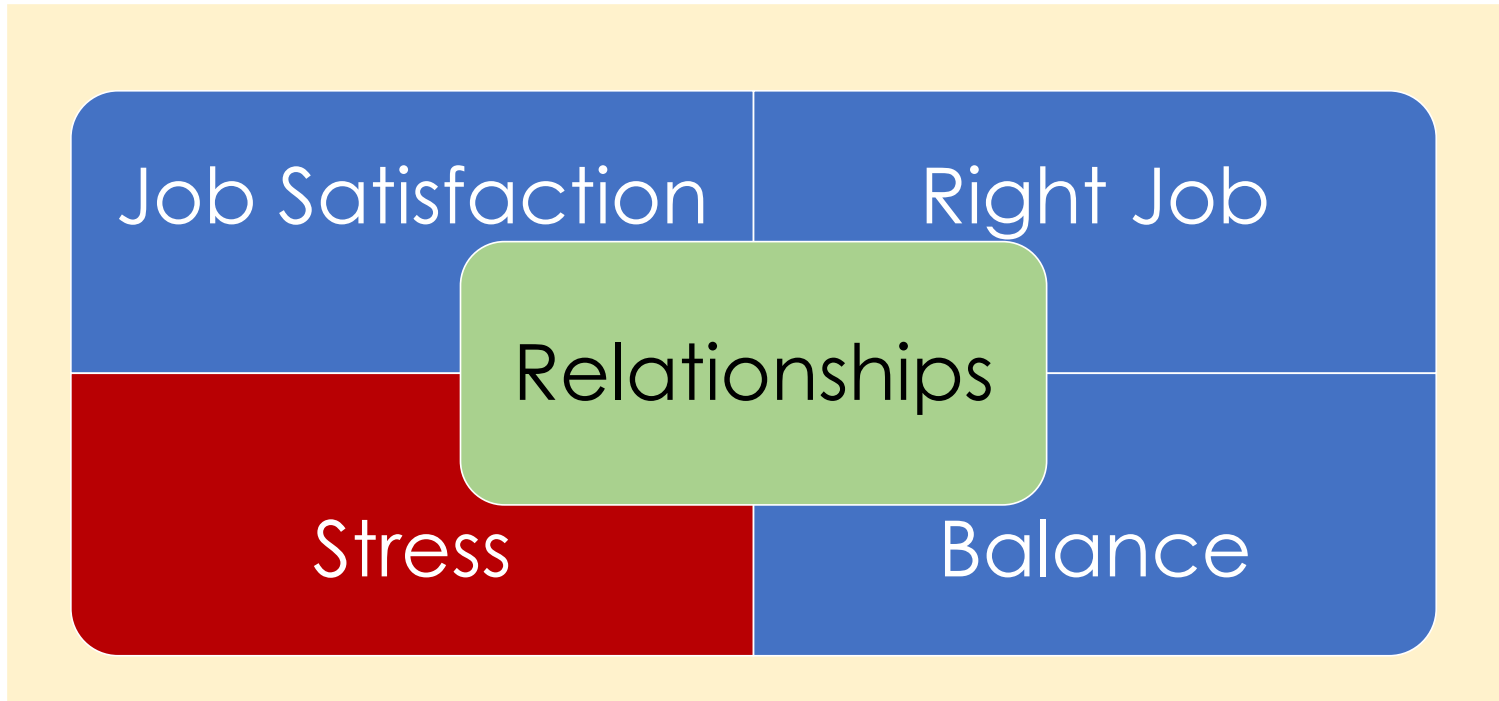 Job Satisfaction
Right Job
Relationships
Stress
Balance